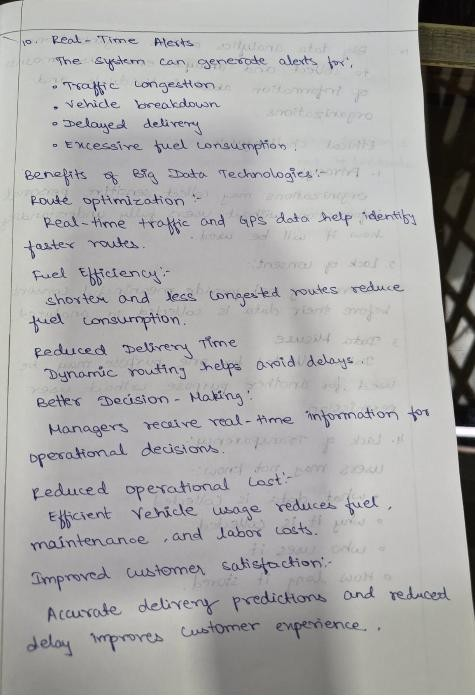 10. Real-Time Alerts
The system can generate alerts for:
• Traffic congestion
• Vehicle breakdown
• Delayed delivery
• Excessive fuel consumption.
Benefits of Big Data Technologies:-
Route optimization :-
Real-time traffic and GPS data help identify
faster routes.
Fuel Efficiency:-
Shorter and less congested routes reduce
fuel consumption.
Reduced Delivery Time
Dynamic routing helps avoid delays.
Better Decision-Making:
Managers receive real-time information for
operational decisions.
Reduced operational cost:-
Efficient vehicle usage reduces fuel,
maintenance, and labor costs.
Improved customer satisfaction:-
Accurate delivery predictions and reduced
delay improves customer experience.